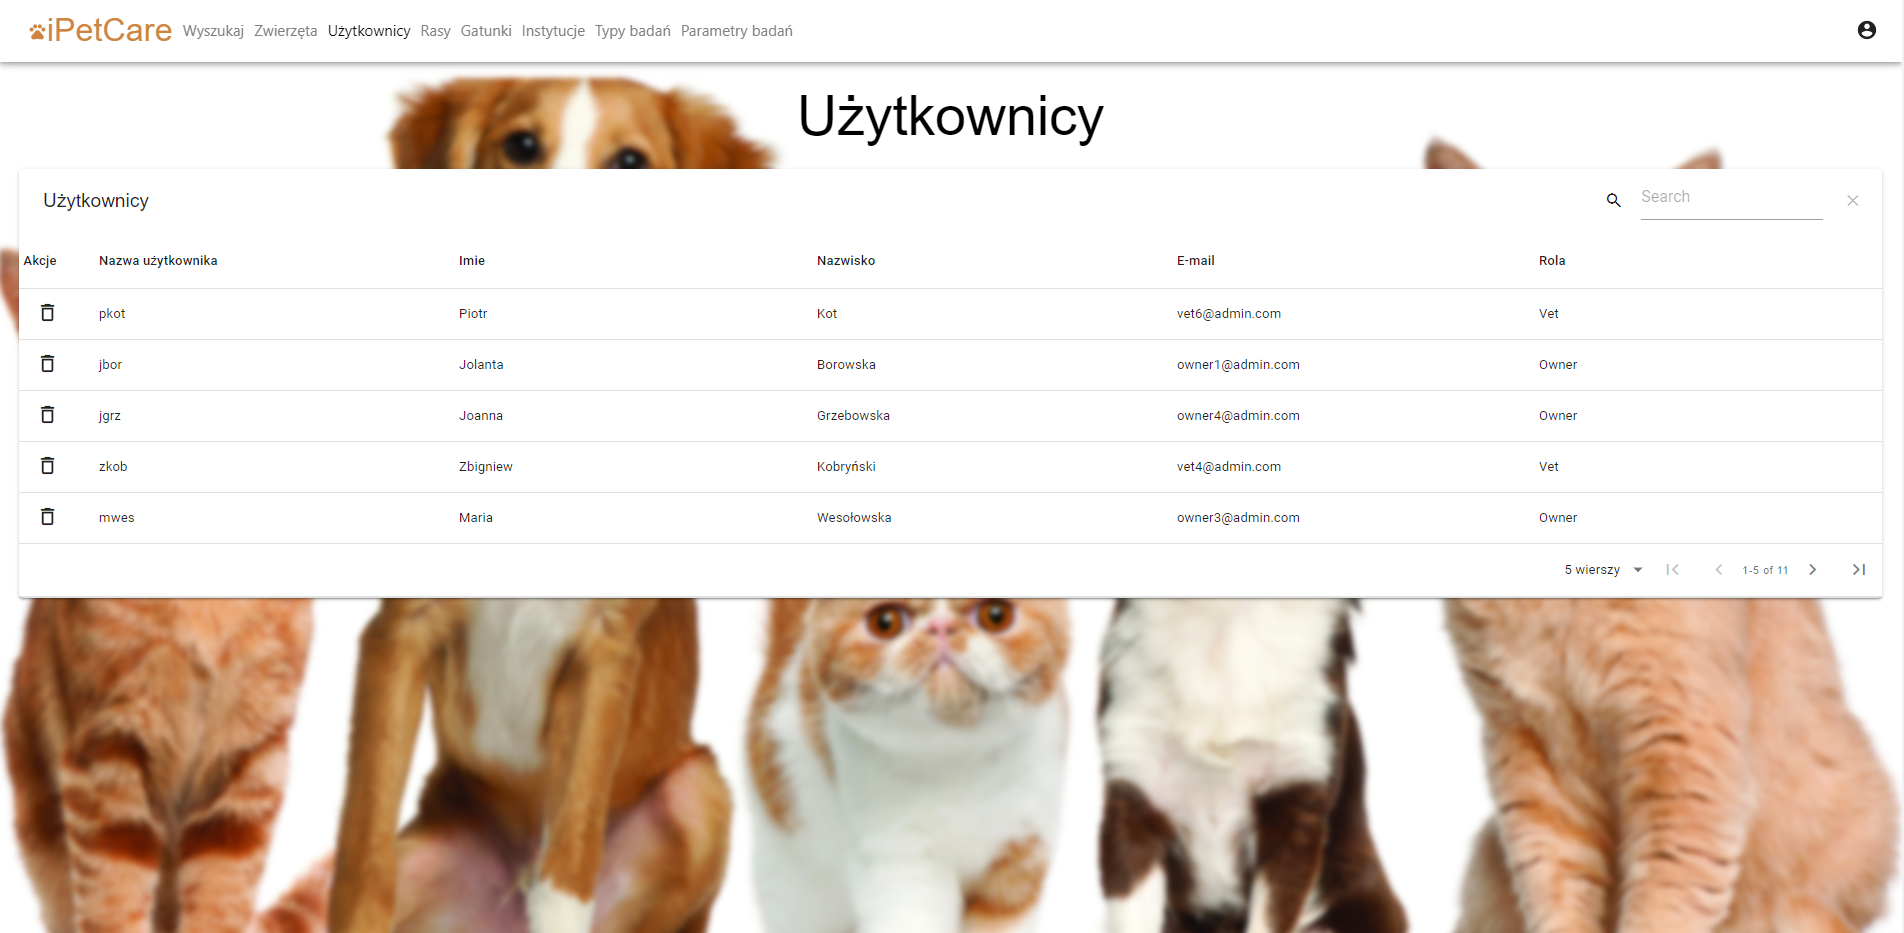 iPetCare Wyszukaj Zwierzęta Użytkownicy Rasy Gatunki Instytucje Typy badań Parametry badań
Użytkownicy
Użytkownicy Search
Akcje Nazwa użytkownika Imie Nazwisko E-mail Rola
pkot Piotr Kot vet6@admin.com Vet
jbor Jolanta Borowska owner1@admin.com Owner
jgrz Joanna Grzebowska owner4@admin.com Owner
zkob Zbigniew Kobryński vet4@admin.com Vet
mwes Maria Wesołowska owner3@admin.com Owner
5 wierszy 1-5 of 11